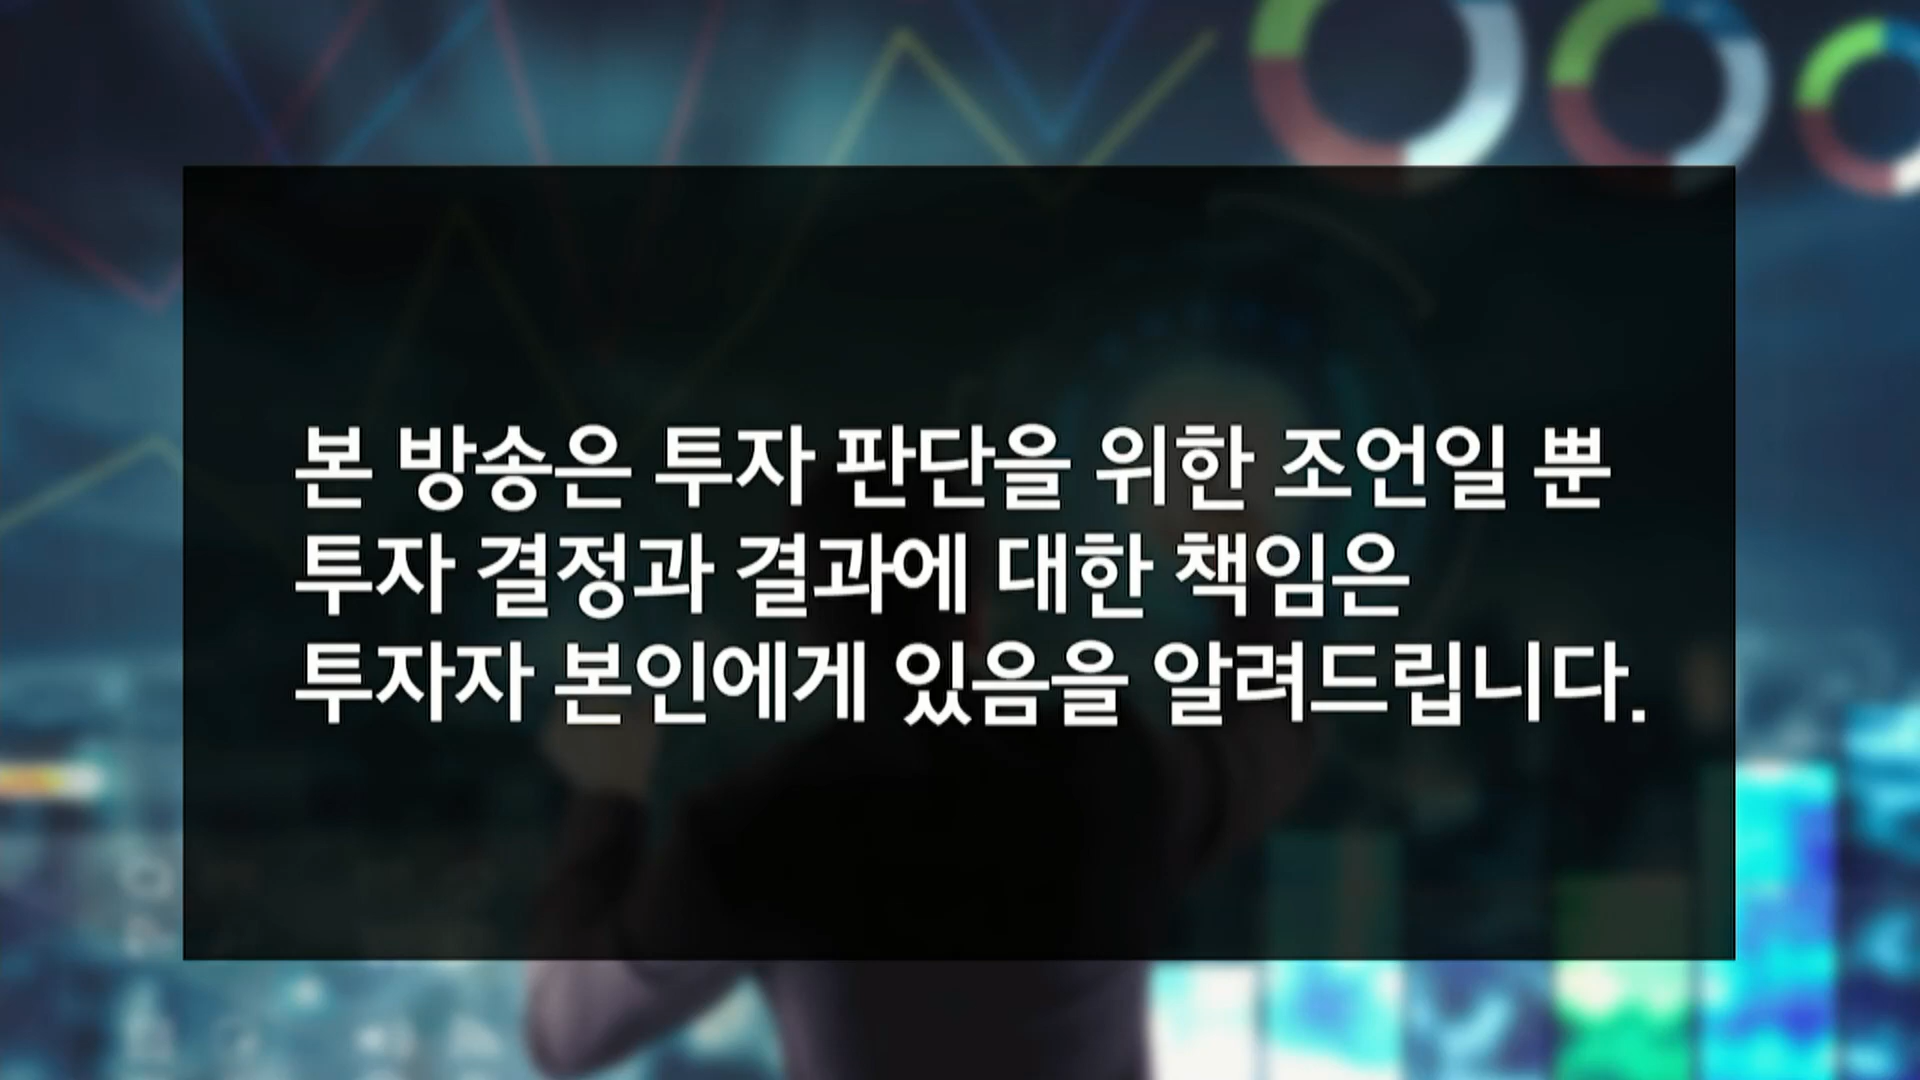 본 방송은 투자 판단을 위한 조언일 뿐
투자 결정과 결과에 대한 책임은
투자자 본인에게 있음을 알려드립니다.